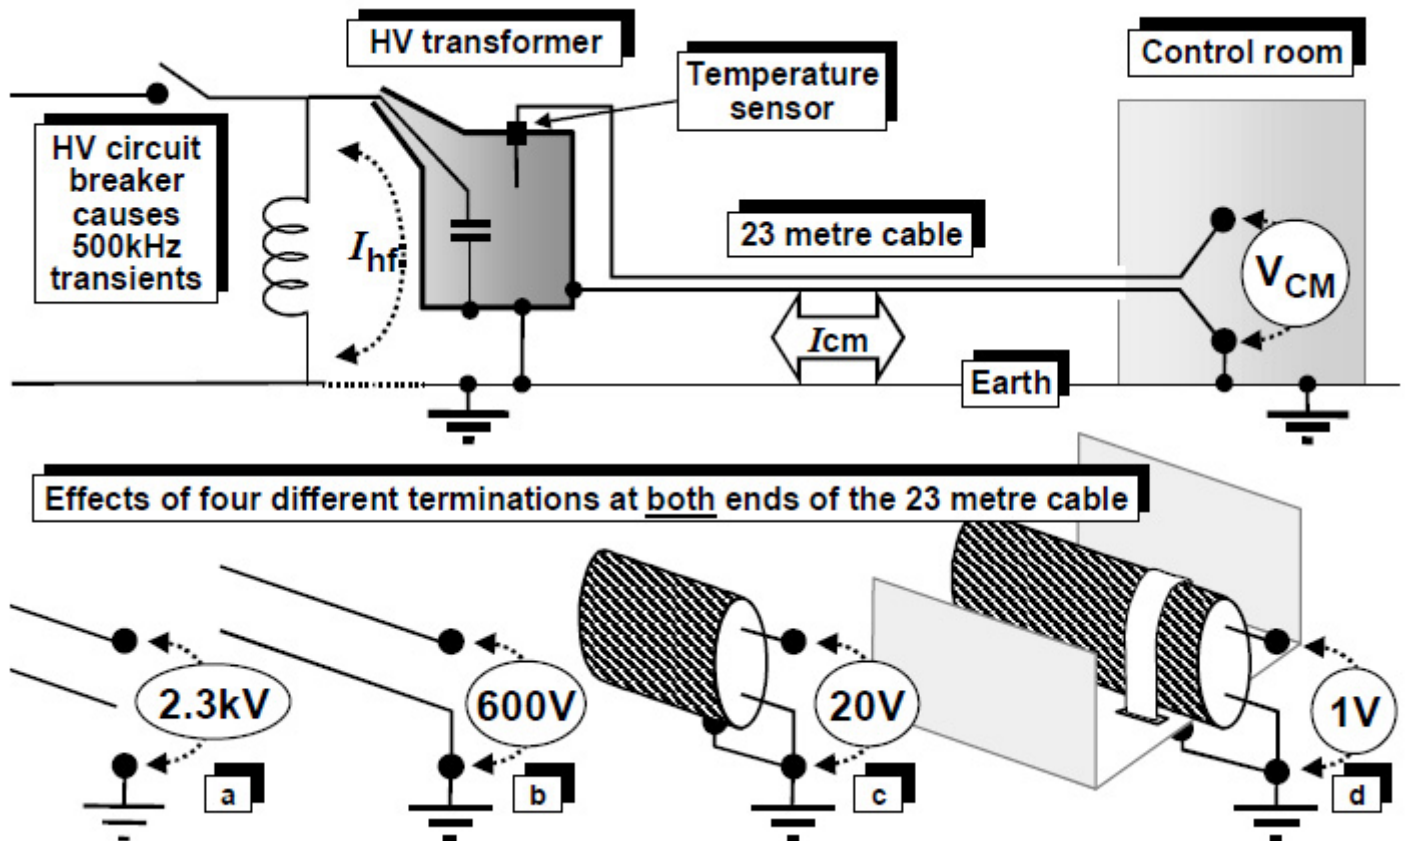 HV transformer
Control room
Temperature
sensor
HV circuit
breaker
causes
500kHz
transients
Ihf
23 metre cable
VCM
Icm
Earth
Effects of four different terminations at both ends of the 23 metre cable
2.3kV
600V
20V
1V
a
b
c
d